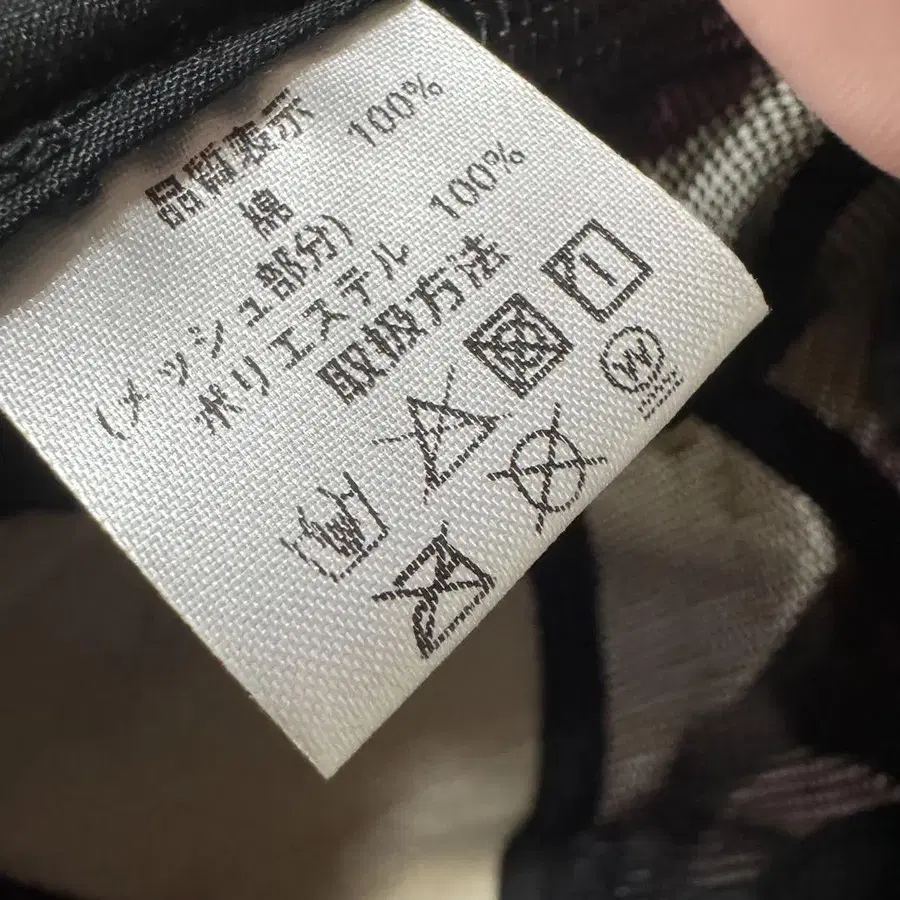 品質表示
綿 100%
(メッシュ部分)
ポリエステル 100%
取扱方法
W